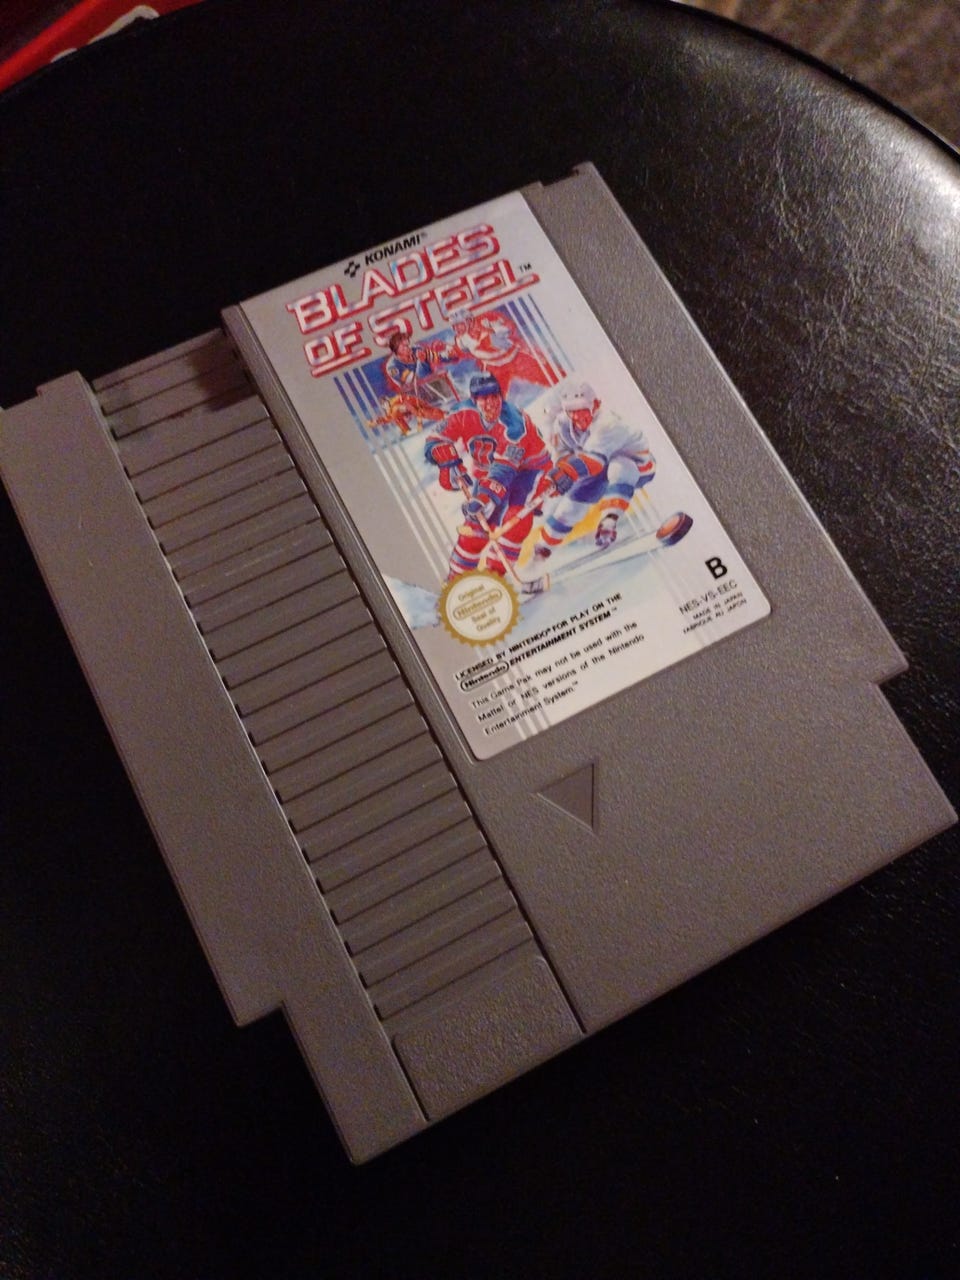 KONAMI®
BLADES
OF STEEL™
Original
Nintendo
Seal of
Quality
B
NES-VS-EEC
MADE IN JAPAN
FABRIQUE AU JAPON
LICENSED BY NINTENDO® FOR PLAY ON THE
Nintendo ENTERTAINMENT SYSTEM™
This Game Pak may not be used with the
Mattel or NES versions of the Nintendo
Entertainment System.™